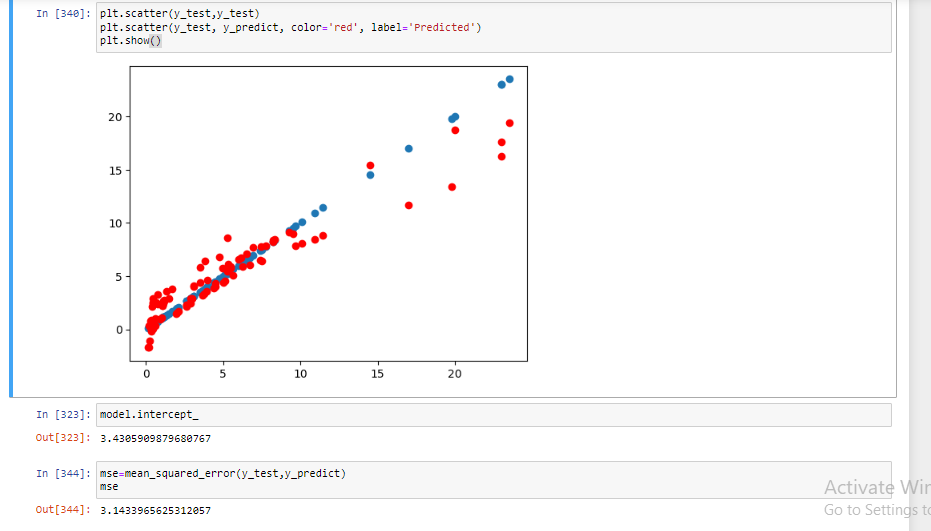 In [340]: plt.scatter(y_test,y_test)
plt.scatter(y_test, y_predict, color='red', label='Predicted')
plt.show()
20
15
10
5
0
0 5 10 15 20
In [323]: model.intercept_
Out[323]: 3.4305909879680767
In [344]: mse=mean_squared_error(y_test,y_predict)
mse
Activate Wir
Out[344]: 3.1433965625312057
Go to Settings to